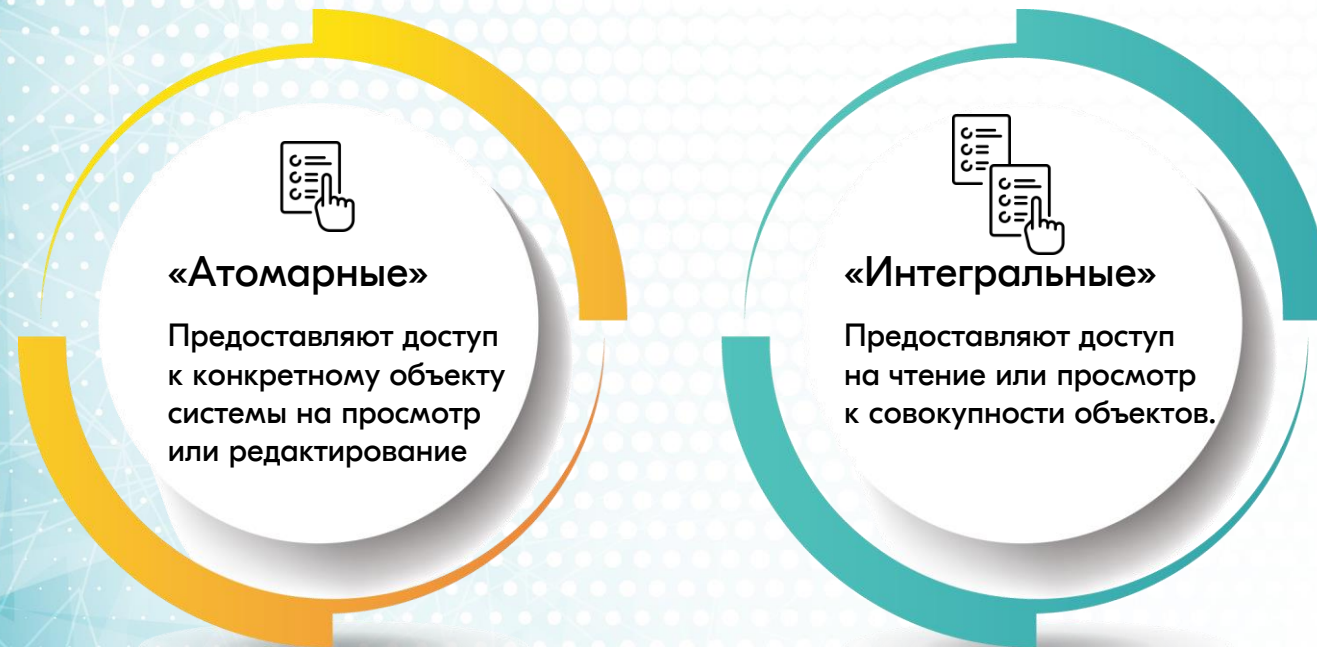 «Атомарные»
Предоставляют доступ
к конкретному объекту
системы на просмотр
или редактирование
«Интегральные»
Предоставляют доступ
на чтение или просмотр
к совокупности объектов.